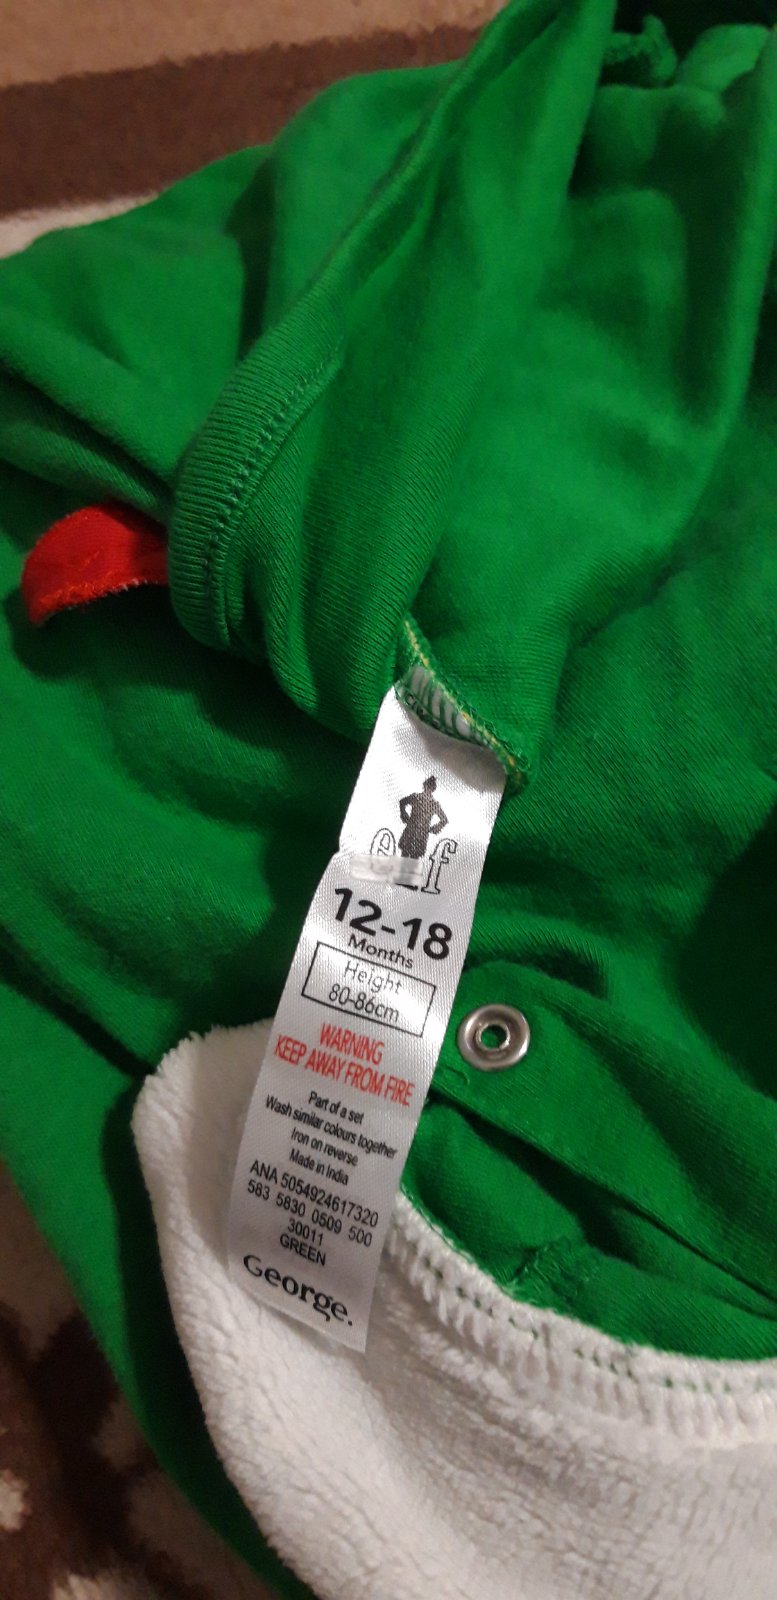 elf
12-18
Months
Height
80-86cm
WARNING
KEEP AWAY FROM FIRE
Part of a set
Wash similar colours together
Iron on reverse
Made in India
ANA 5054924617320
583 5830 0509 500
30011
GREEN
George.